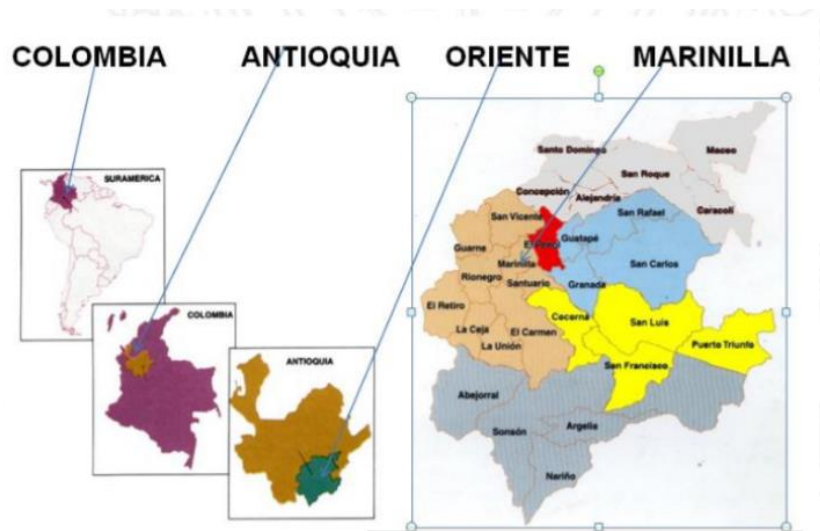 COLOMBIA ANTIOQUIA ORIENTE MARINILLA
SURAMERICA
COLOMBIA
ANTIOQUIA
Santo Domingo
Maceo
San Roque
Concepción
Alejandría
Caracolí
San Vicente
San Rafael
El Peñol
Guatapé
Guarne
Marinilla
San Carlos
Rionegro
Santuario
Granada
El Retiro
Cocorná
San Luis
La Ceja
El Carmen
La Unión
Puerto Triunfo
San Francisco
Abejorral
Argelia
Sonsón
Nariño